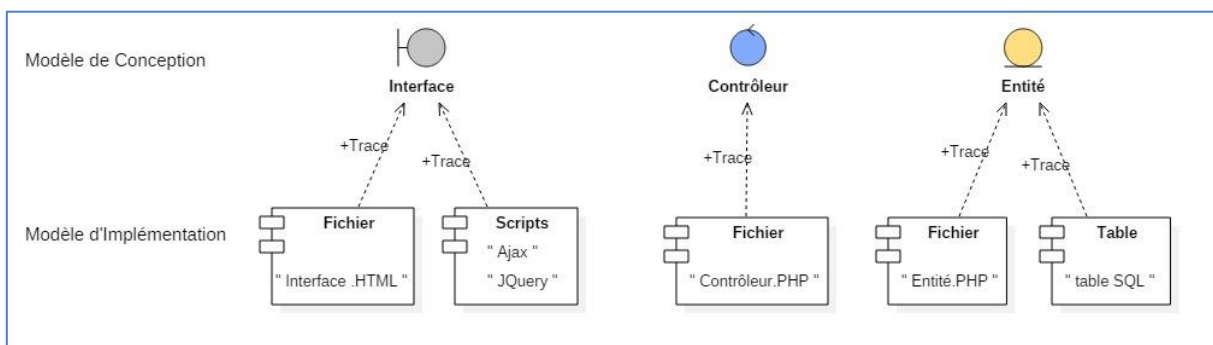 Modèle de Conception
Interface
Contrôleur
Entité
+Trace
+Trace
+Trace
+Trace
+Trace
Modèle d'Implémentation
Fichier
" Interface .HTML "
Scripts
" Ajax "
" JQuery
Fichier
" Contrôleur.PHP "
Fichier
" Entité.PHP "
Table
" table SQL "